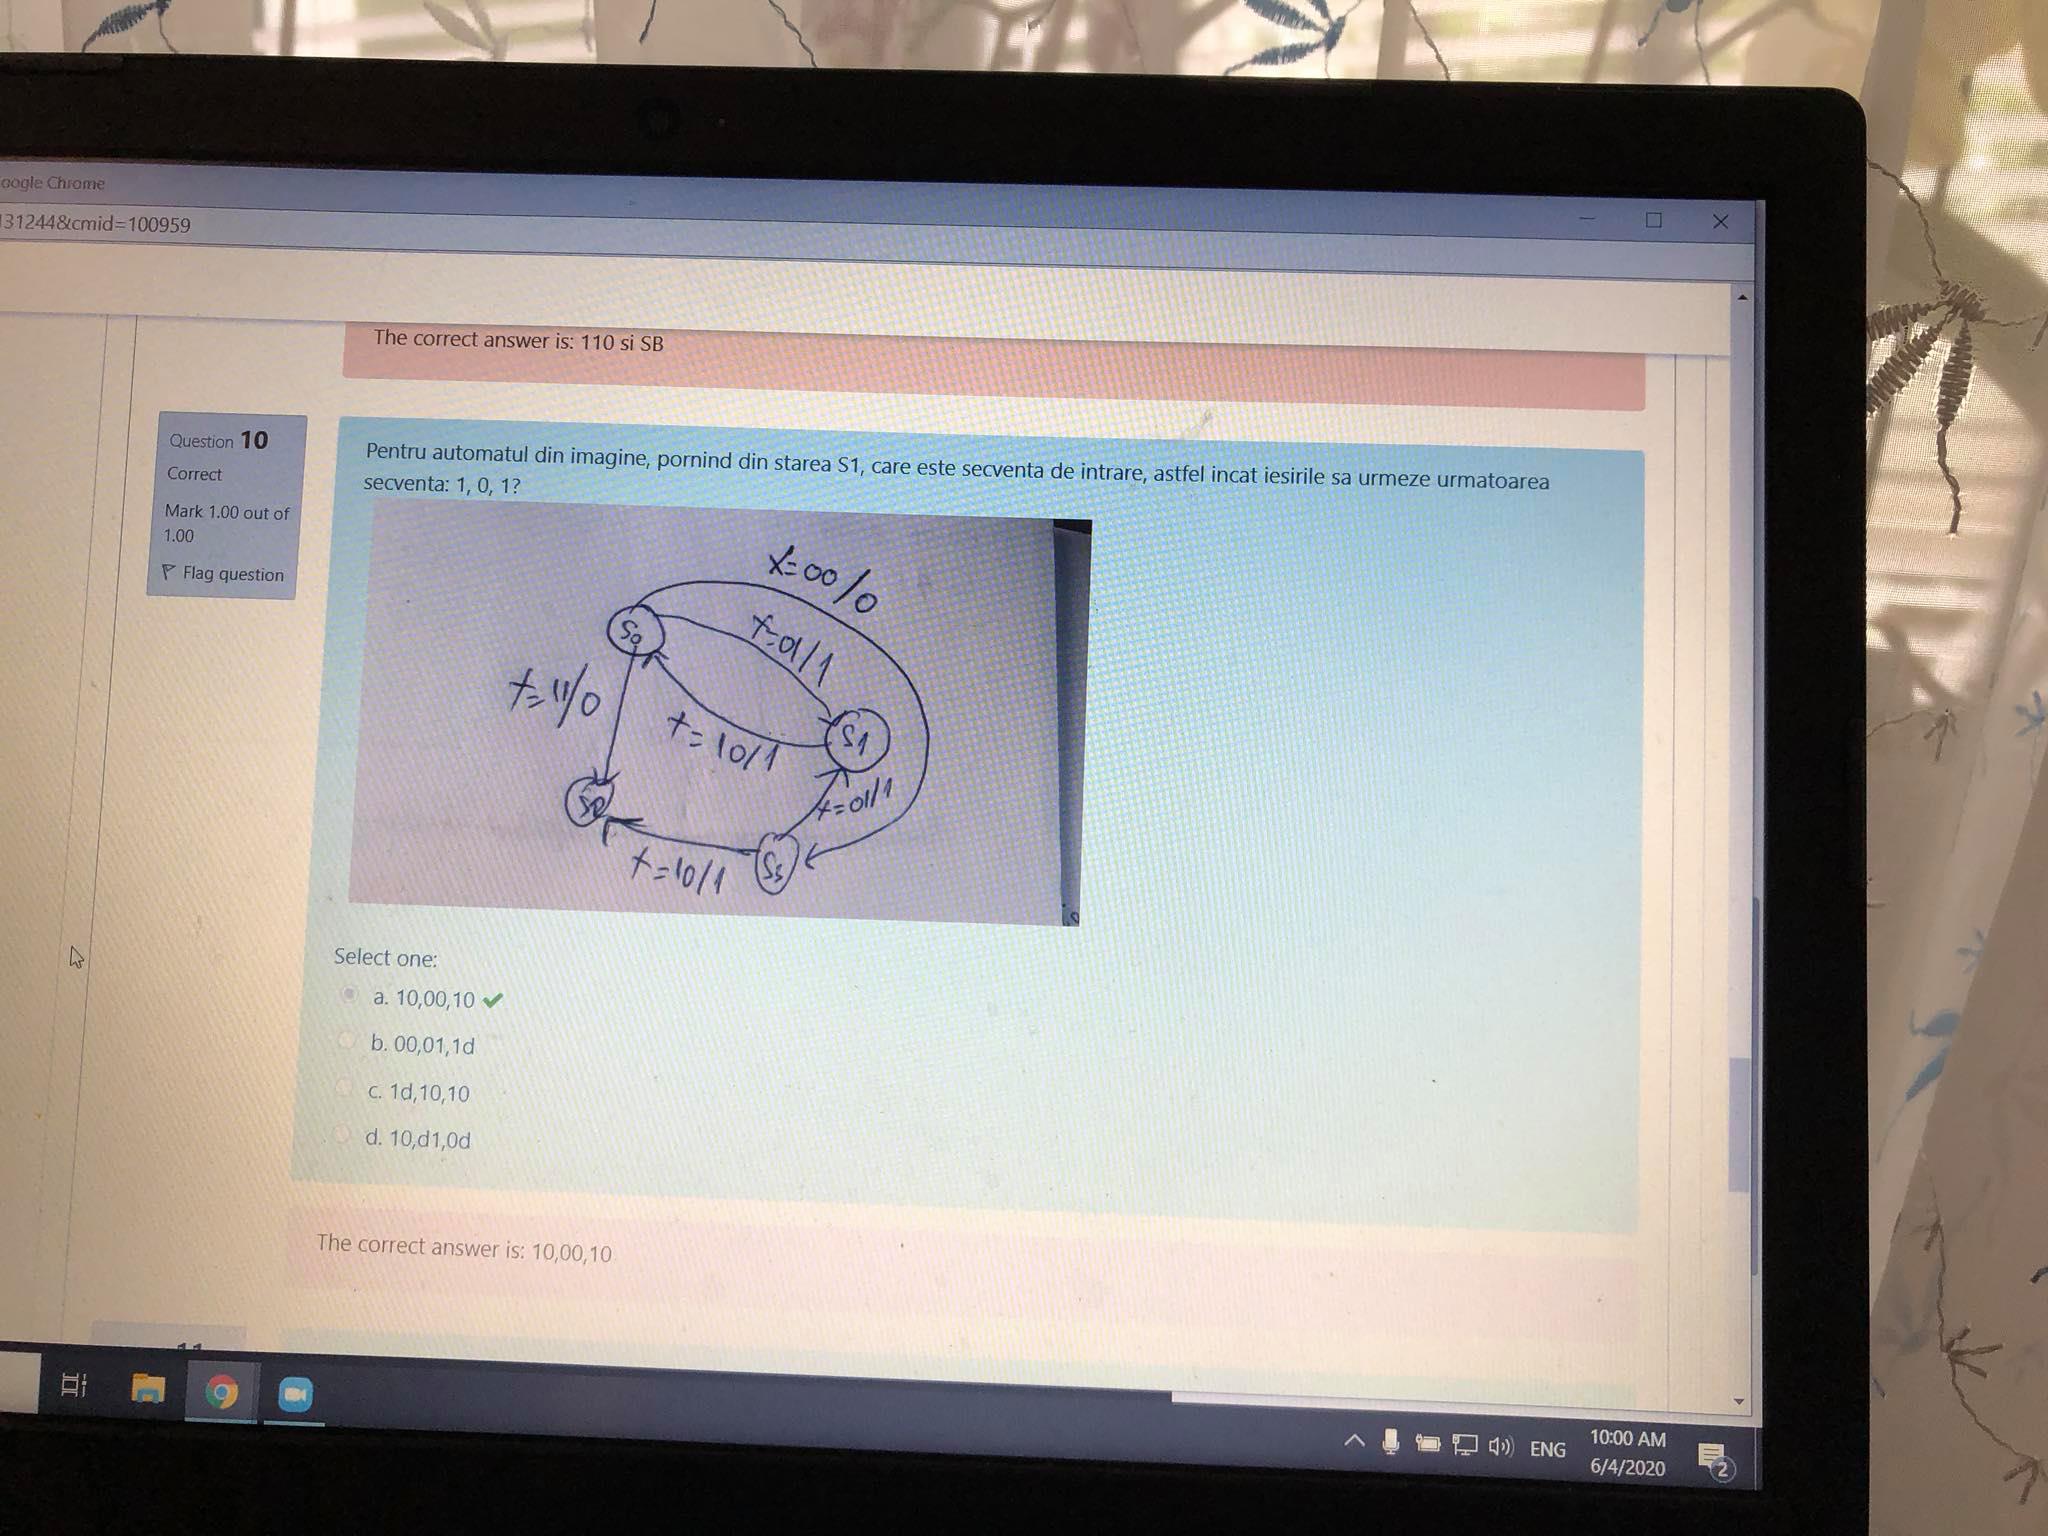 oogle Chrome
131244&cmid=100959
The correct answer is: 110 si SB
Question 10
Correct
Mark 1.00 out of
1.00
Flag question
Pentru automatul din imagine, pornind din starea S1, care este secventa de intrare, astfel incat iesirile sa urmeze urmatoarea
secventa: 1, 0, 1?
X=00/0
S0
X=01/1
X=11/0
X=10/1
S1
X=01/1
S2
X=10/1
S3
Select one:
a. 10,00,10
b. 00,01,1d
c. 1d,10,10
d. 10,d1,0d
The correct answer is: 10,00,10
11
ENG
10:00 AM
6/4/2020
2